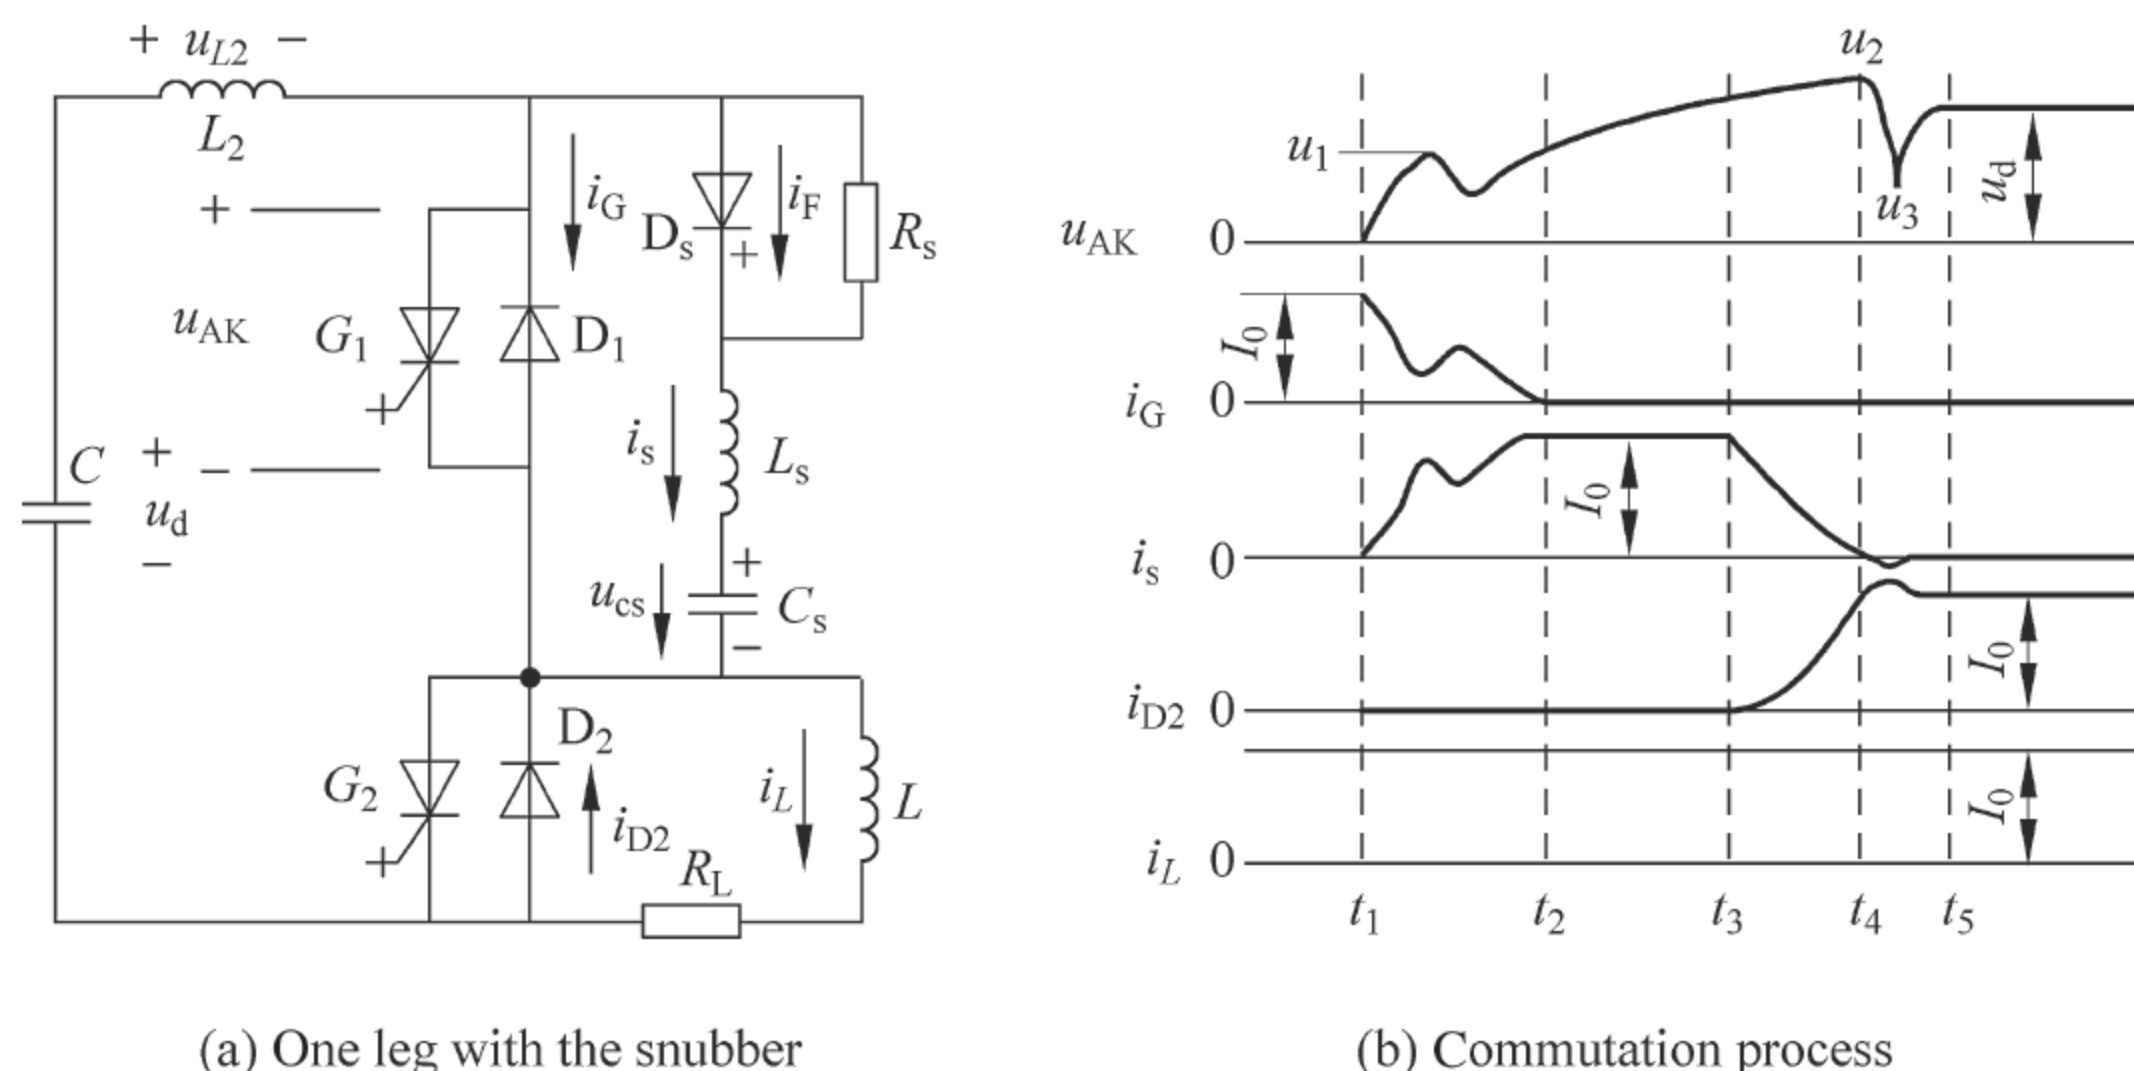 + uL2 −
L2
+
iG
Ds
+
iF
Rs
uAK
G1
D1
+
is
Ls
C
+
−
ud
−
ucs
+
Cs
−
D2
G2
+
iD2
iL
L
RL
(a) One leg with the snubber
u2
u1
u3
ud
uAK 0
I0
iG 0
I0
is 0
I0
iD2 0
I0
iL 0
t1 t2 t3 t4 t5
(b) Commutation process